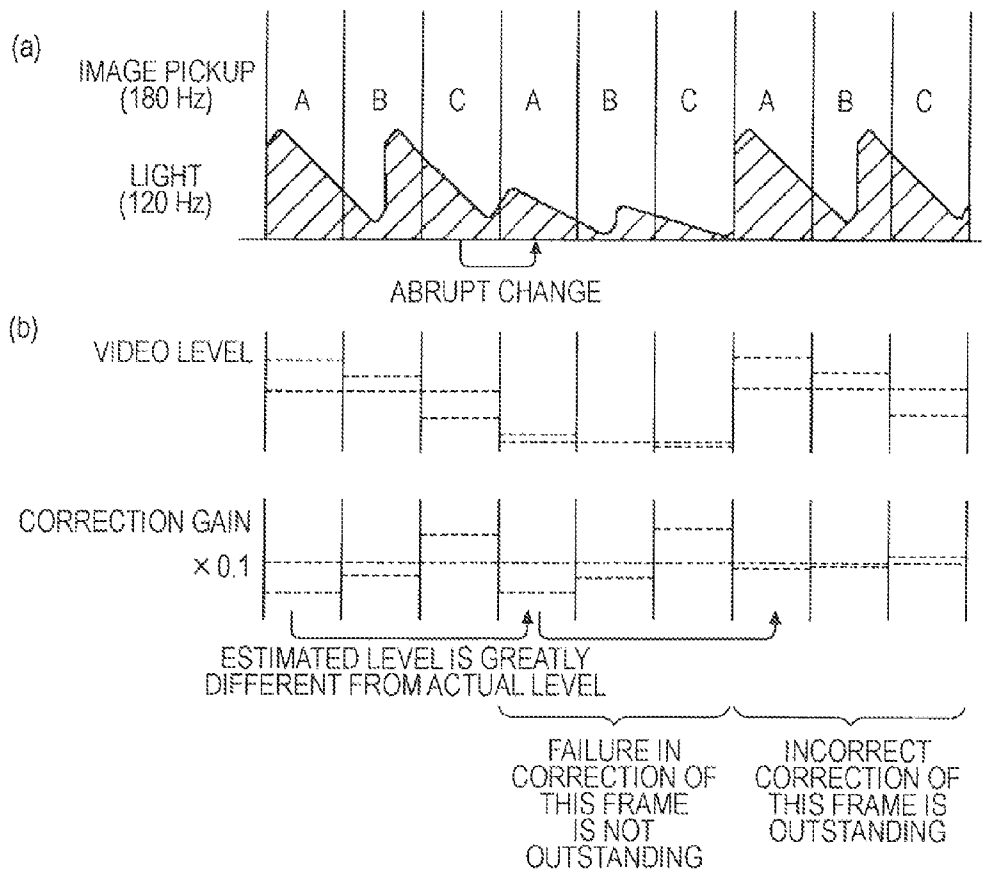 (a)
IMAGE PICKUP
(180 Hz)
A B C A B C A B C
LIGHT
(120 Hz)
ABRUPT CHANGE
(b)
VIDEO LEVEL
CORRECTION GAIN
× 0.1
ESTIMATED LEVEL IS GREATLY
DIFFERENT FROM ACTUAL LEVEL
FAILURE IN
CORRECTION OF
THIS FRAME
IS NOT
OUTSTANDING
INCORRECT
CORRECTION OF
THIS FRAME IS
OUTSTANDING